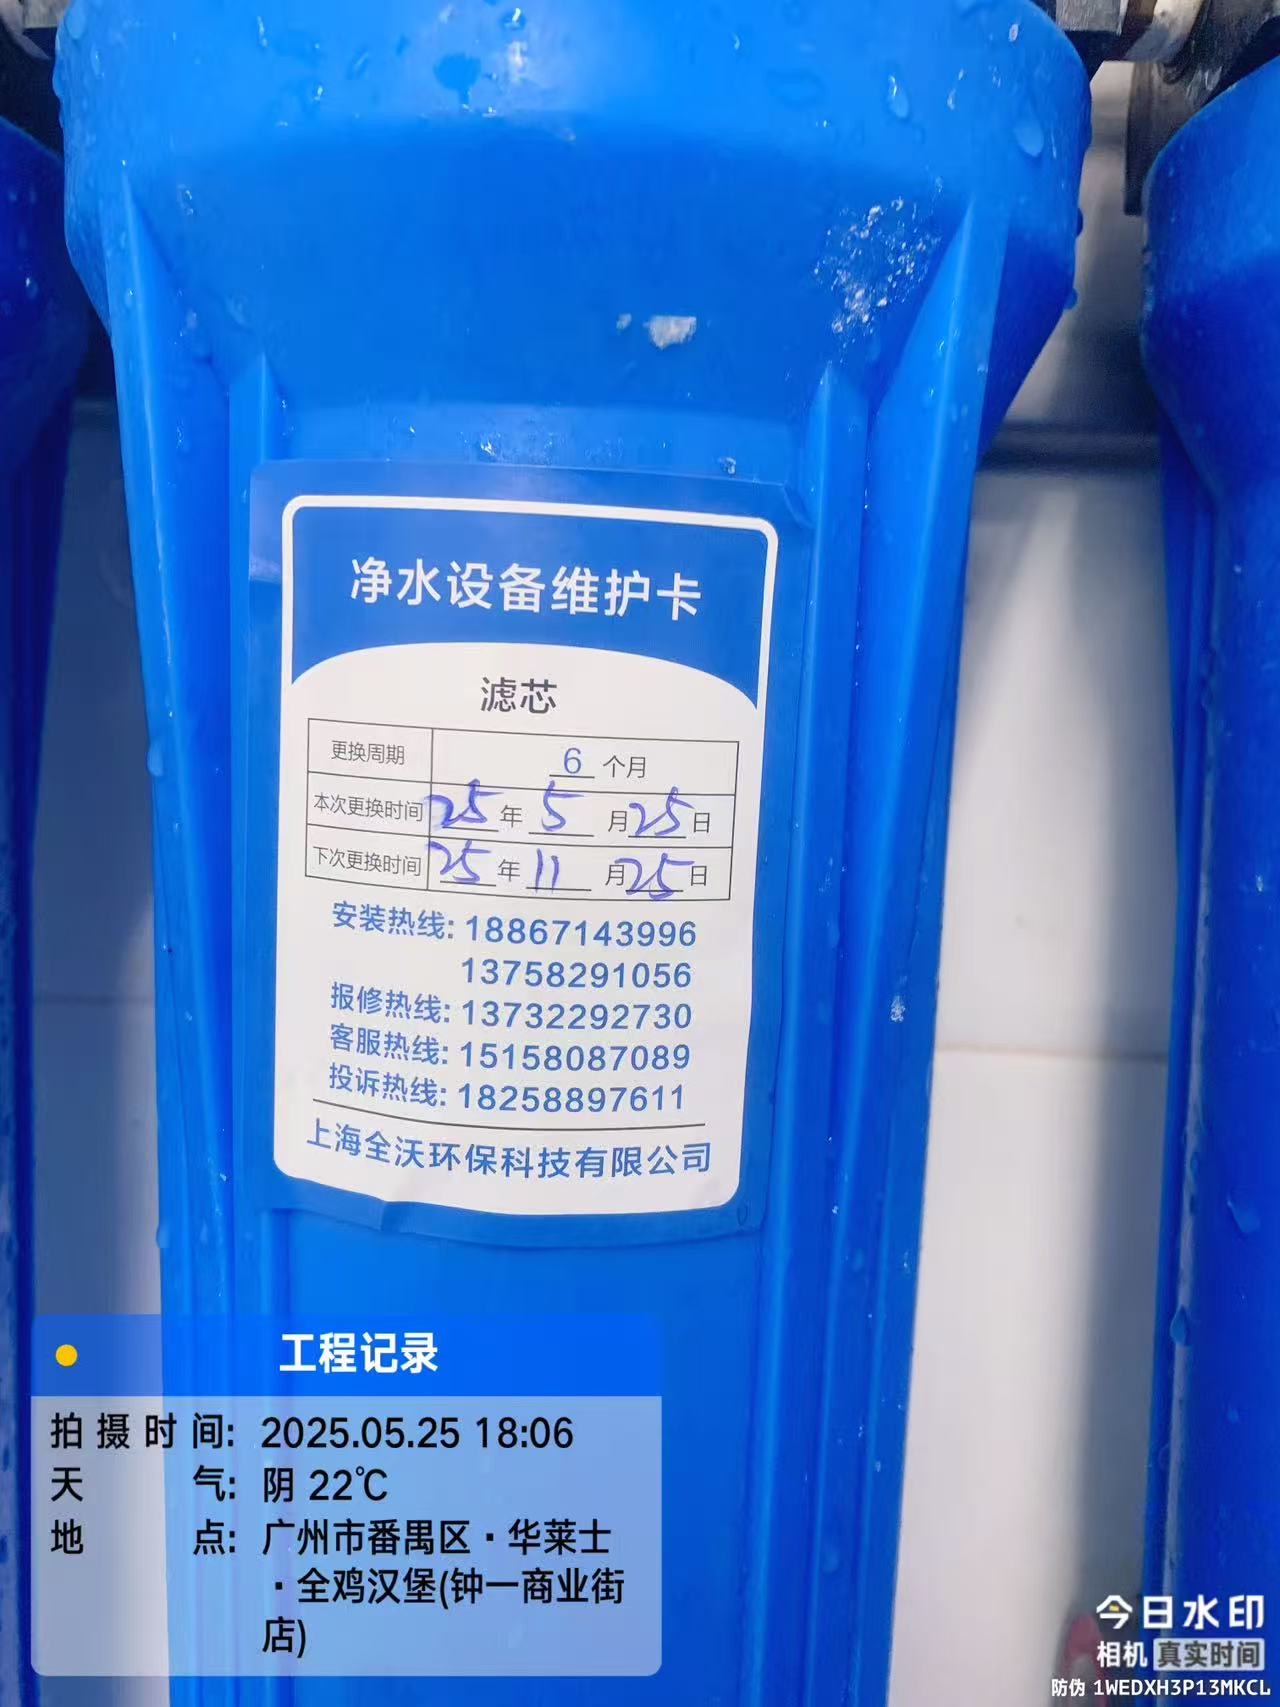 净水设备维护卡
滤芯
更换周期 6 个月
本次更换时间 25 年 5 月 25 日
下次更换时间 25 年 11 月 25 日
安装热线: 18867143996
13758291056
报修热线: 13732292730
客服热线: 15158087089
投诉热线: 18258897611
上海全沃环保科技有限公司
工程记录
拍摄时间: 2025.05.25 18:06
天气: 阴 22℃
地点: 广州市番禺区·华莱士
·全鸡汉堡(钟一商业街
店)
今日水印
相机 真实时间
防伪 1WEDXH3P13MKCL